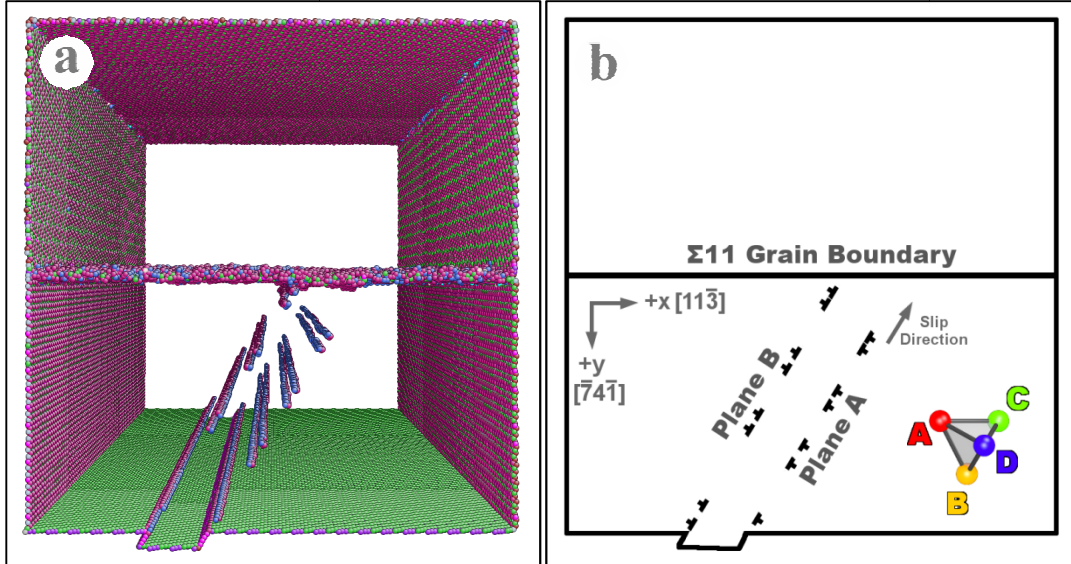 a
b
Σ11 Grain Boundary
+x [113̅]
+y
[7̅41̅]
Slip
Direction
Plane B
Plane A
A
C
D
B